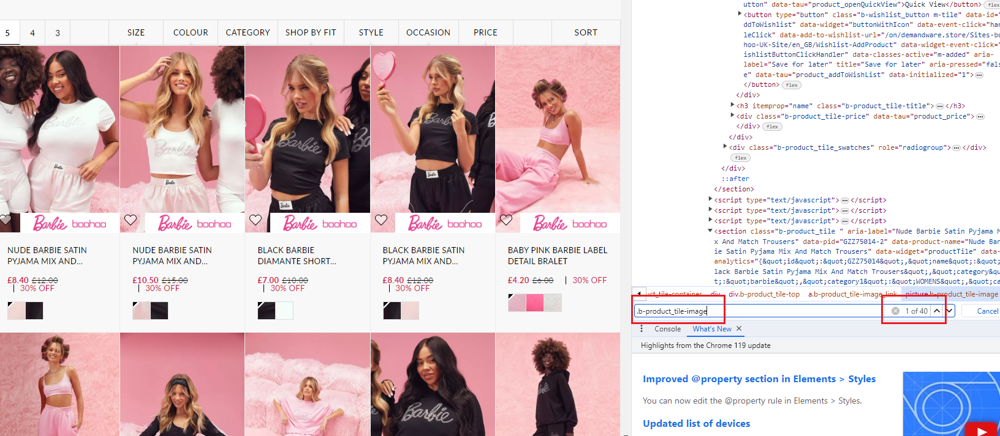 5 4 3 SIZE COLOUR CATEGORY SHOP BY FIT STYLE OCCASION PRICE SORT
Barbie
Barbie
Barbie
Barbie
Barbie boohoo
Barbie boohoo
Barbie boohoo
Barbie boohoo
Barbie boohoo
NUDE BARBIE SATIN
PYJAMA MIX AND...
£8.40 £12.00
| 30% OFF
NUDE BARBIE SATIN
PYJAMA MIX AND...
£10.50 £15.00
| 30% OFF
BLACK BARBIE
DIAMANTE SHORT...
£7.00 £10.00
| 30% OFF
BLACK BARBIE SATIN
PYJAMA MIX AND...
£8.40 £12.00
| 30% OFF
BABY PINK BARBIE LABEL
DETAIL BRALET
£4.20 £6.00 | 30% OFF
Barbie
utton" data-tau="product_openQuickView">Quick View</button> flex
<button type="button" class="b-wishlist_button m-tile" data-id="
ddToWishlist" data-widget="buttonWithIcon" data-event-click="han
leClick" data-add-to-wishlist-url="/on/demandware.store/Sites-bo
hoo-UK-Site/en_GB/Wishlist-AddProduct" data-widget-event-click="
ishlistButtonClickHandler" data-classes-active="m-added" aria-
label="Save for later" title="Save for later" aria-pressed="fals
e" data-tau="product_addToWishList" data-initialized="1">…
</button> flex
</div>
<h3 itemprop="name" class="b-product_tile-title">…</h3>
<div class="b-product_tile-price" data-tau="product_price">…
</div> flex
</div>
<div class="b-product_tile_swatches" role="radiogroup">…</div>
flex
</div>
::after
</section>
<script type="text/javascript">…</script>
<script type="text/javascript">…</script>
<script type="text/javascript">…</script>
<section class="b-product_tile " aria-label="Nude Barbie Satin Pyjama M
x And Match Trousers" data-pid="GZZ75014-2" data-product-name="Nude Bar
ie Satin Pyjama Mix And Match Trousers" data-widget="productTile" data-
analytics="{&quot;id&quot;:&quot;GZZ75014&quot;,&quot;name&quot;:&quot;
lack Barbie Satin Pyjama Mix And Match Trousers&quot;,&quot;category&qu
t;:&quot;barbie&quot;,&quot;category1&quot;:&quot;WOMENS&quot;,&quot;ca
uct_tile-container div div.b-product_tile-top a.b-product_tile-image_link picture.b-product_tile-image
.b-product_tile-image 1 of 40 Cancel
Console What's New
Highlights from the Chrome 119 update
Improved @property section in Elements > Styles
You can now edit the @property rule in Elements > Styles.
Updated list of devices